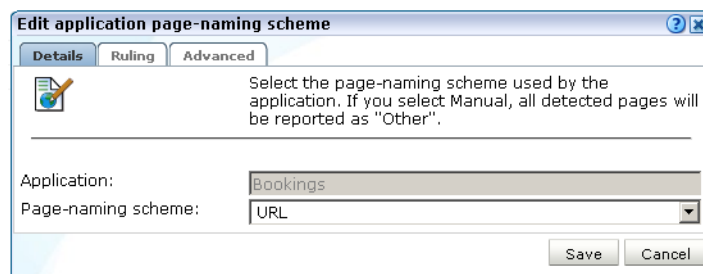 Edit application page-naming scheme
Details Ruling Advanced
Select the page-naming scheme used by the
application. If you select Manual, all detected pages will
be reported as "Other".
Application: Bookings
Page-naming scheme: URL
Save Cancel